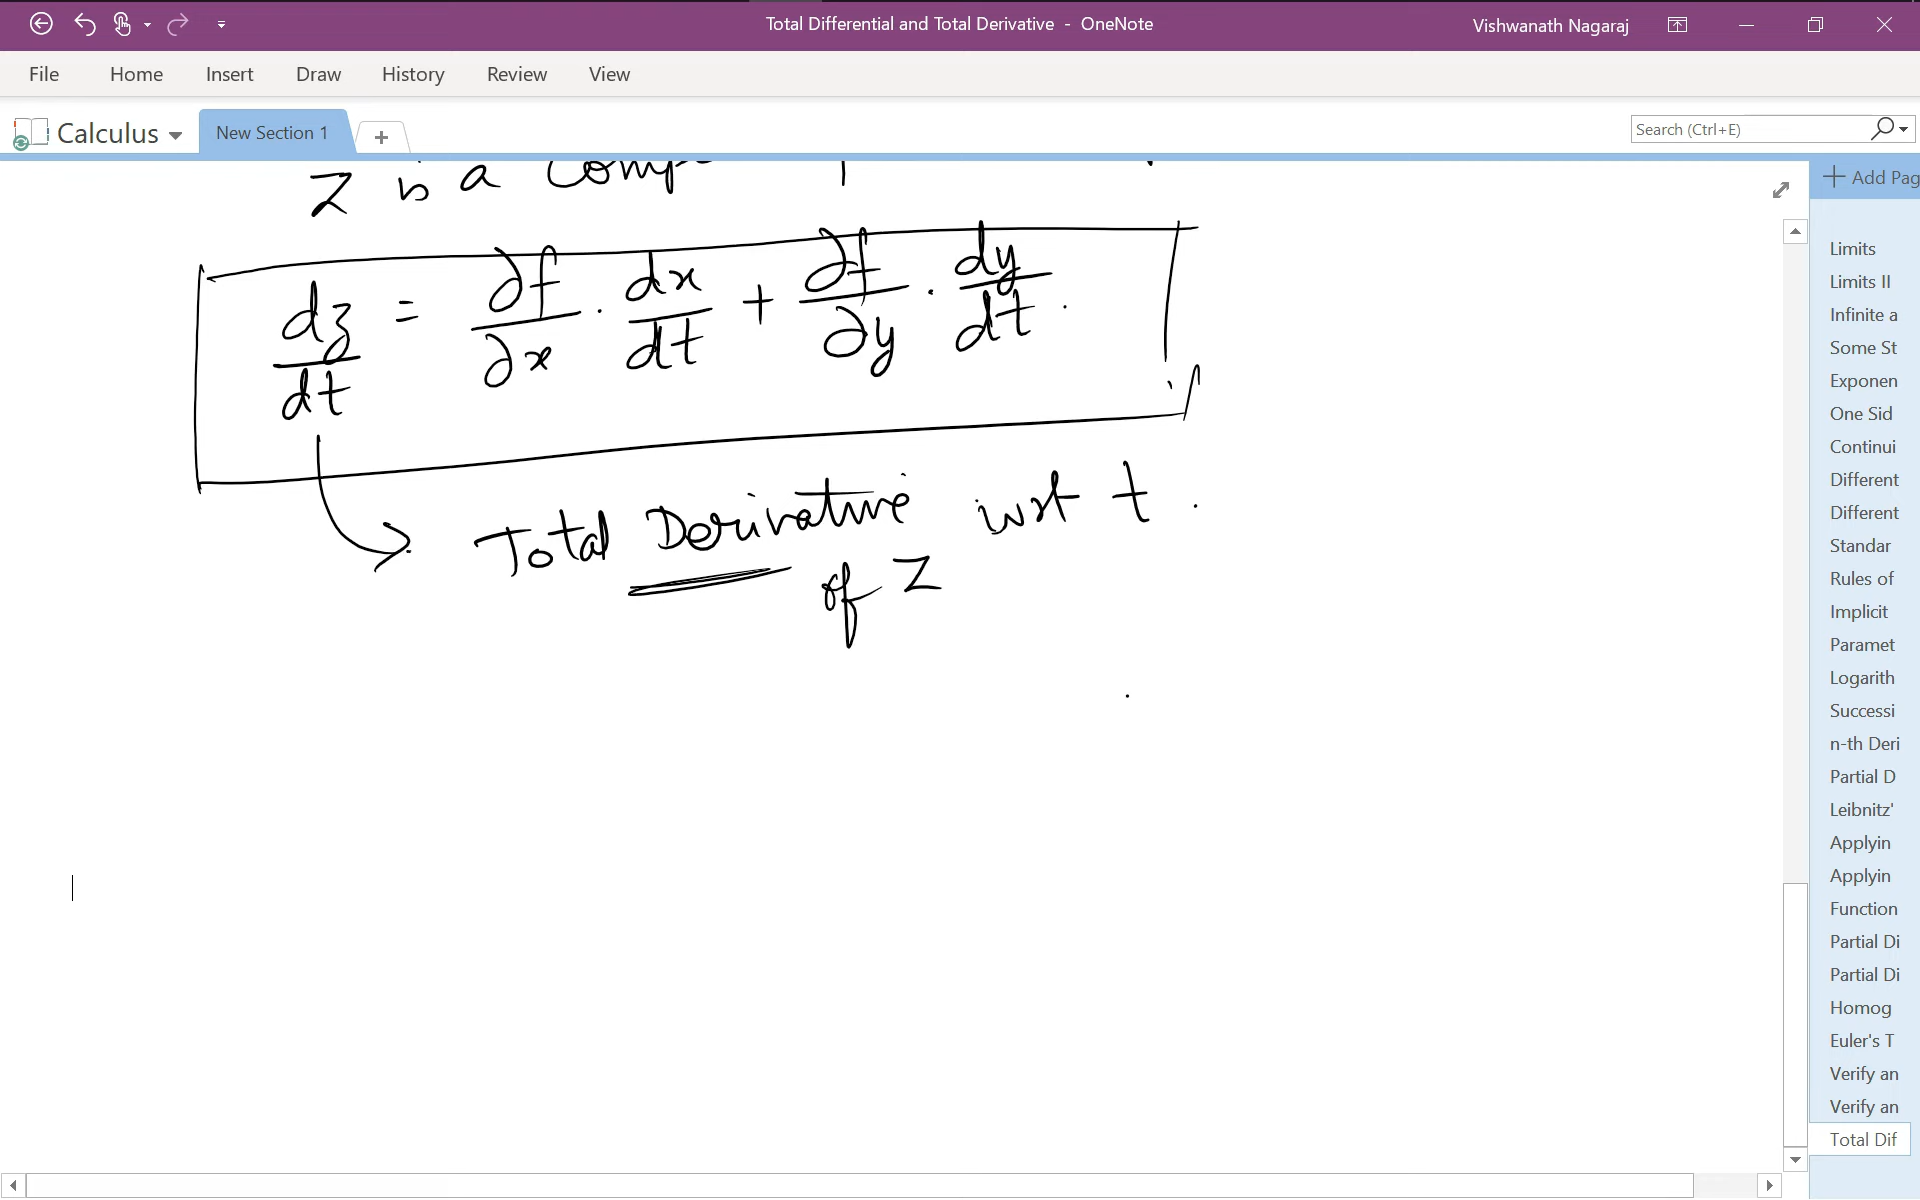 Total Differential and Total Derivative - OneNote
Vishwanath Nagaraj
File Home Insert Draw History Review View
Calculus New Section 1 +
Search (Ctrl+E)
Add Pag
z is a
dz/dt = ∂f/∂x · dx/dt + ∂f/∂y · dy/dt .
Total Derivative wrt t .
of z
Limits
Limits II
Infinite a
Some St
Exponen
One Sid
Continui
Different
Different
Standar
Rules of
Implicit
Paramet
Logarith
Successi
n-th Deri
Partial D
Leibnitz'
Applyin
Applyin
Function
Partial Di
Partial Di
Homog
Euler's T
Verify an
Verify an
Total Dif